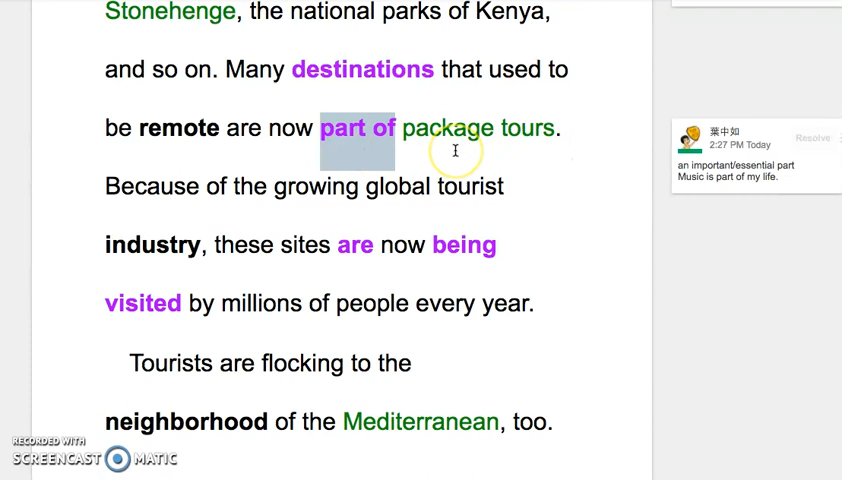 Stonehenge, the national parks of Kenya,
and so on. Many destinations that used to
be remote are now part of package tours.
Because of the growing global tourist
industry, these sites are now being
visited by millions of people every year.
Tourists are flocking to the
neighborhood of the Mediterranean, too.
葉中如
2:27 PM Today
Resolve
an important/essential part
Music is part of my life.
RECORDED WITH
SCREENCAST MATIC